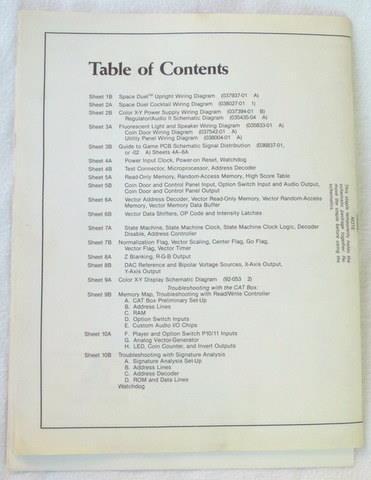 Table of Contents
Sheet 1B Space Duel™ Upright Wiring Diagram (037937-01 A)
Sheet 2A Space Duel Cocktail Wiring Diagram (038027-01 1)
Sheet 2B Color X-Y Power Supply Wiring Diagram (037394-01 B)
Regulator/Audio II Schematic Diagram (035435-04 A)
Sheet 3A Fluorescent Light and Speaker Wiring Diagram (035833-01 A)
Coin Door Wiring Diagram (037542-01 A)
Utility Panel Wiring Diagram (038004-01 A)
Sheet 3B Guide to Game PCB Schematic Signal Distribution (036837-01,
or -02 A) Sheets 4A–8A
Sheet 4A Power Input, Clock, Power-on Reset, Watchdog
Sheet 4B Test Connector, Microprocessor, Address Decoder
Sheet 5A Read-Only Memory, Random-Access Memory, High Score Table
Sheet 5B Coin Door and Control Panel Input, Option Switch Input and Audio Output,
Coin Door and Control Panel Output
Sheet 6A Vector Address Decoder, Vector Read-Only Memory, Vector Random-Access
Memory, Vector Memory Data Buffer
Sheet 6B Vector Data Shifters, OP Code and Intensity Latches
Sheet 7A State Machine, State Machine Clock, State Machine Clock Logic, Decoder
Disable, Address Controller
Sheet 7B Normalization Flag, Vector Scaling, Center Flag, Go Flag,
Vector Flag, Vector Timer
Sheet 8A Z Blanking, R-G-B Output
Sheet 8B DAC Reference and Bipolar Voltage Sources, X-Axis Output,
Y-Axis Output
Sheet 9A Color X-Y Display Schematic Diagram (92-053 2)
Troubleshooting with the CAT Box:
Sheet 9B Memory Map, Troubleshooting with Read/Write Controller
A. CAT Box Preliminary Set-Up
B. Address Lines
C. RAM
D. Option Switch Inputs
E. Custom Audio I/O Chips
Sheet 10A F. Player and Option Switch P10/11 Inputs
G. Analog Vector-Generator
H. LED, Coin Counter, and Invert Outputs
Sheet 10B Troubleshooting with Signature Analysis
A. Signature Analysis Set-Up
B. Address Lines
C. Address Decoder
D. ROM and Data Lines
Watchdog
NOTE